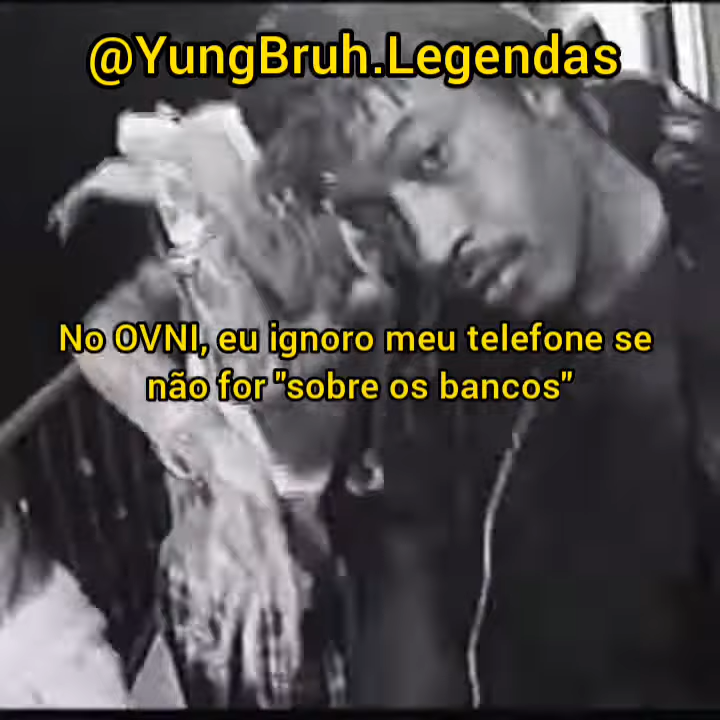 @YungBruh.Legendas
No OVNI, eu ignoro meu telefone se
não for "sobre os bancos"